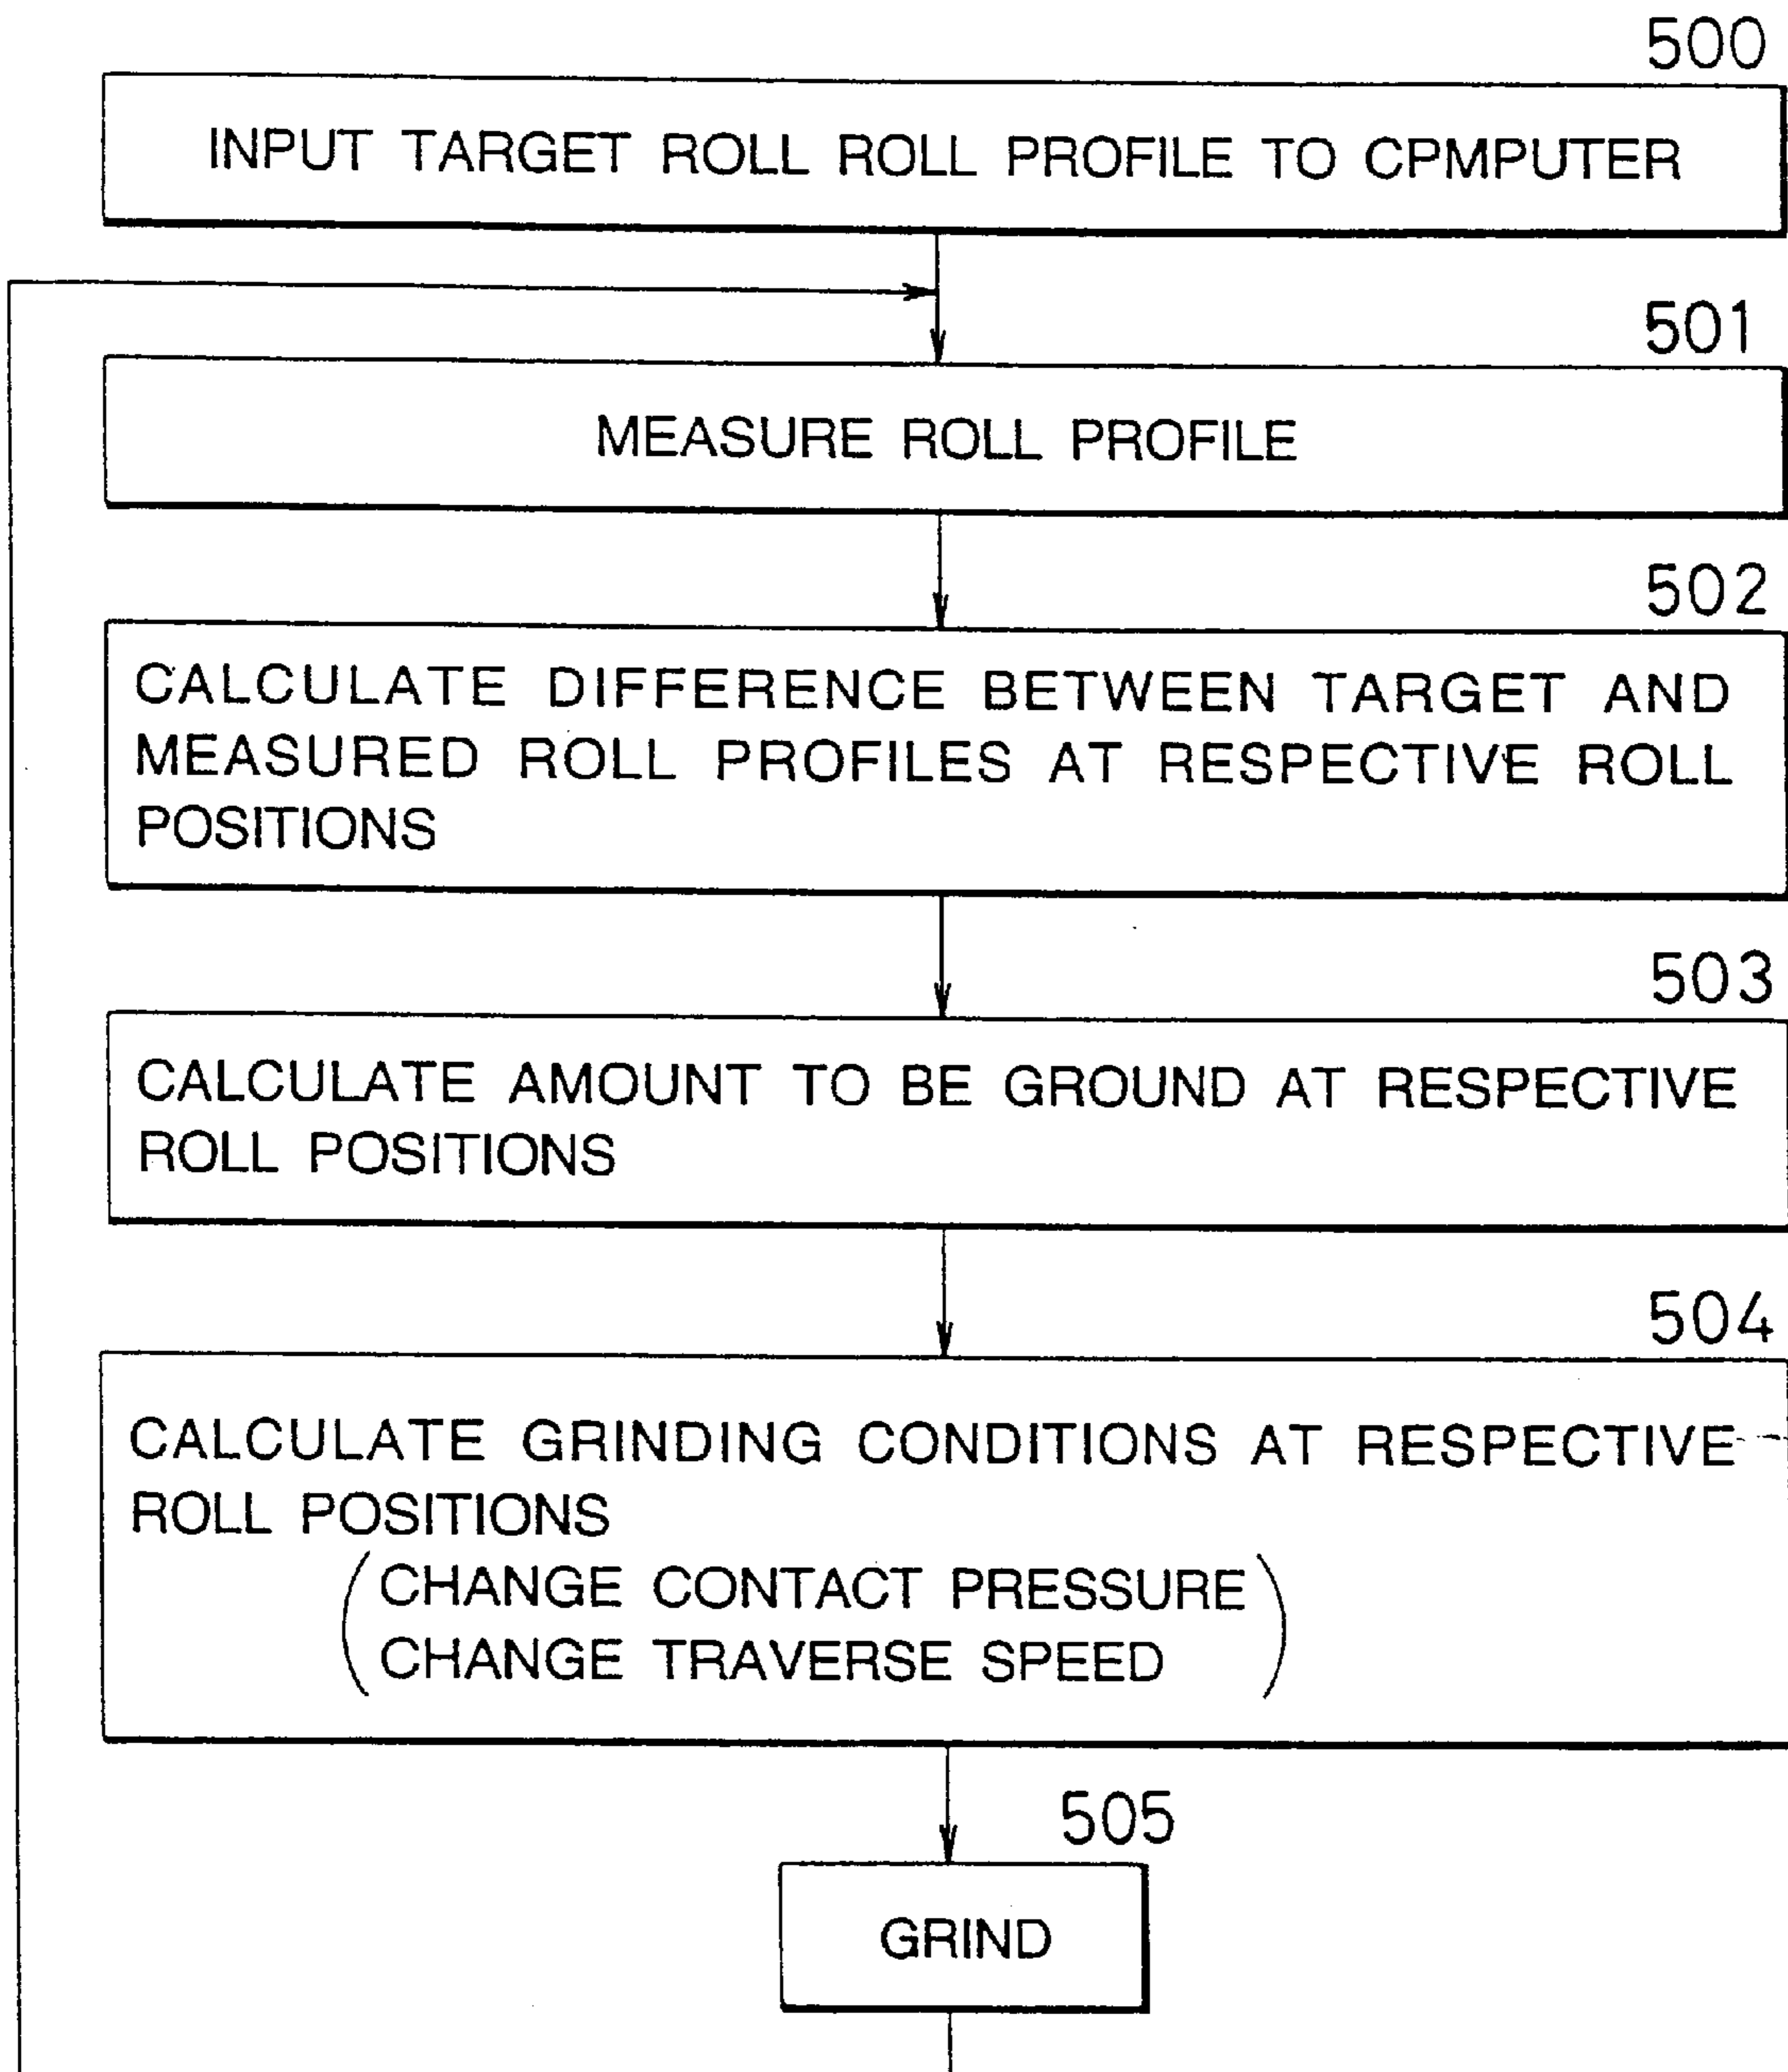 500
INPUT TARGET ROLL ROLL PROFILE TO CPMPUTER
501
MEASURE ROLL PROFILE
502
CALCULATE DIFFERENCE BETWEEN TARGET AND
MEASURED ROLL PROFILES AT RESPECTIVE ROLL
POSITIONS
503
CALCULATE AMOUNT TO BE GROUND AT RESPECTIVE
ROLL POSITIONS
504
CALCULATE GRINDING CONDITIONS AT RESPECTIVE
ROLL POSITIONS
(CHANGE CONTACT PRESSURE
CHANGE TRAVERSE SPEED)
505
GRIND